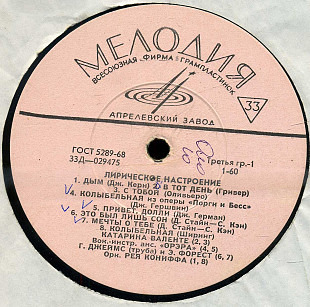 МЕЛОДИЯ
ВСЕСОЮЗНАЯ ФИРМА ГРАМПЛАСТИНОК
33
АПРЕЛЕВСКИЙ ЗАВОД
ГОСТ 5289-68
33Д—029475
Третья гр.-1
1-60
ЛИРИЧЕСКОЕ НАСТРОЕНИЕ
1. ДЫМ (Дж. Керн) 2. В ТОТ ДЕНЬ (Гривер)
3. С ТОБОЙ (Оливьеро)
4. КОЛЫБЕЛЬНАЯ из оперы «Порги и Бесс»
(Дж. Гершвин)
5. ПРИВЕТ, ДОЛЛИ (Дж. Герман)
6. ЭТО БЫЛ ЛИШЬ СОН (Д. Стайн—С. Кэн)
7. МЕЧТЫ О ТЕБЕ (Д. Стайн—С. Кэн)
8. КОЛЫБЕЛЬНАЯ (Ширинг)
КАТАРИНА ВАЛЕНТЕ (2, 3)
Вок.-инстр. анс. «ОРЭРА» (4)
Г. ДЖЕЙМС (труба) и Э. ФОРЕСТ (6, 7)
Орк. РЕЯ КОНИФФА (1, 8)